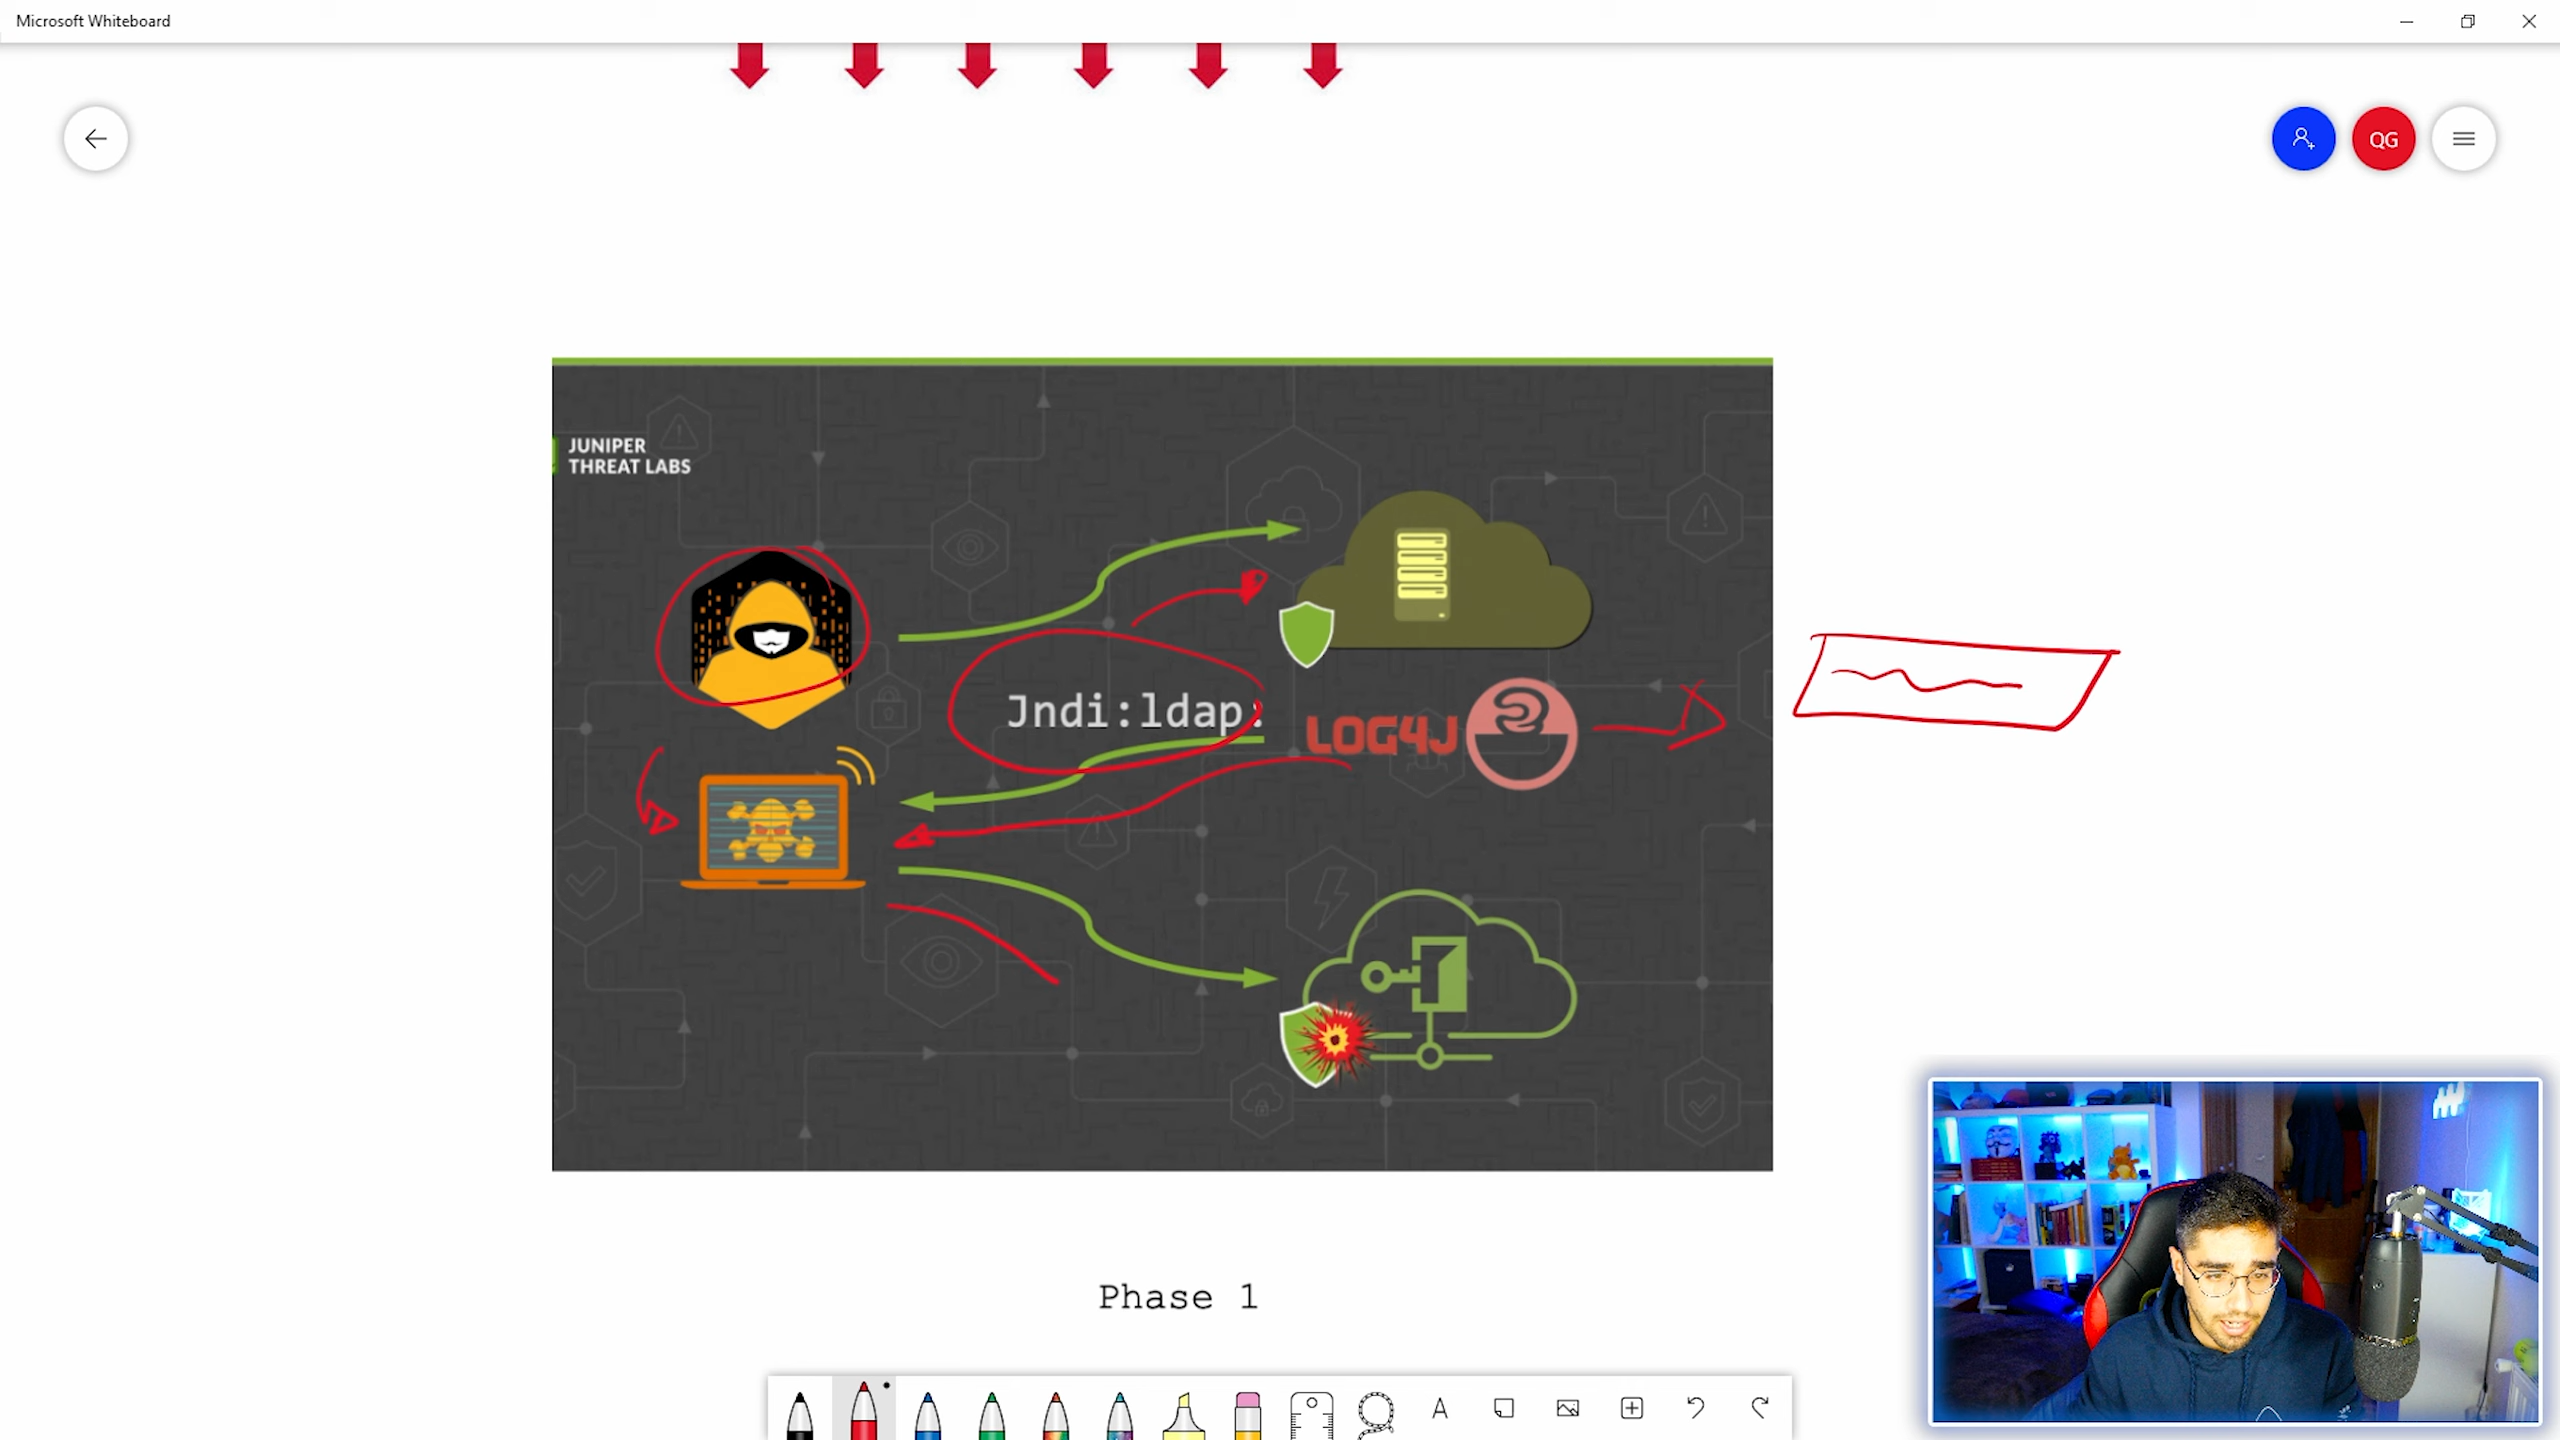 Microsoft Whiteboard
QG
JUNIPER
THREAT LABS
Jndi:ldap:
LOG4J
Phase 1